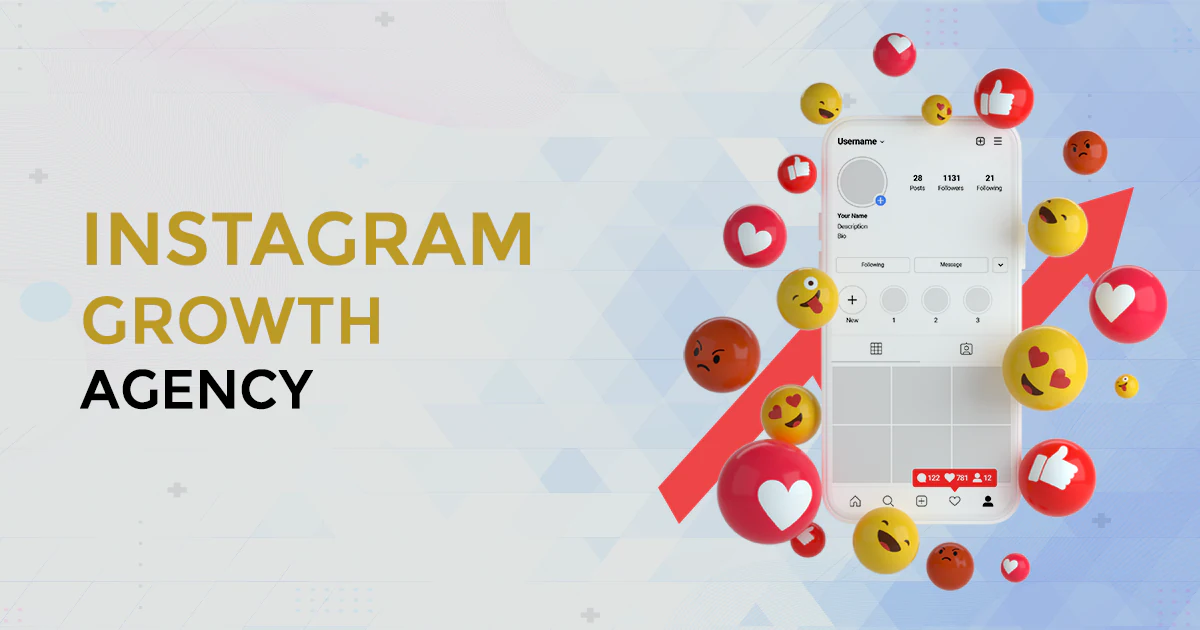 INSTAGRAM
GROWTH
AGENCY
Username
28 1131 21
Posts Followers Following
Your Name
Description
Bio
Following Message
New 1 2 3
122 781 12